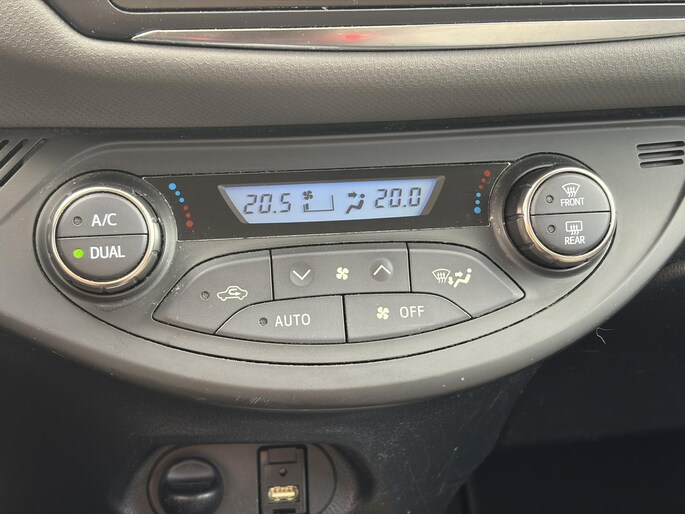 20.5 20.0
A/C
DUAL
FRONT
REAR
AUTO
OFF